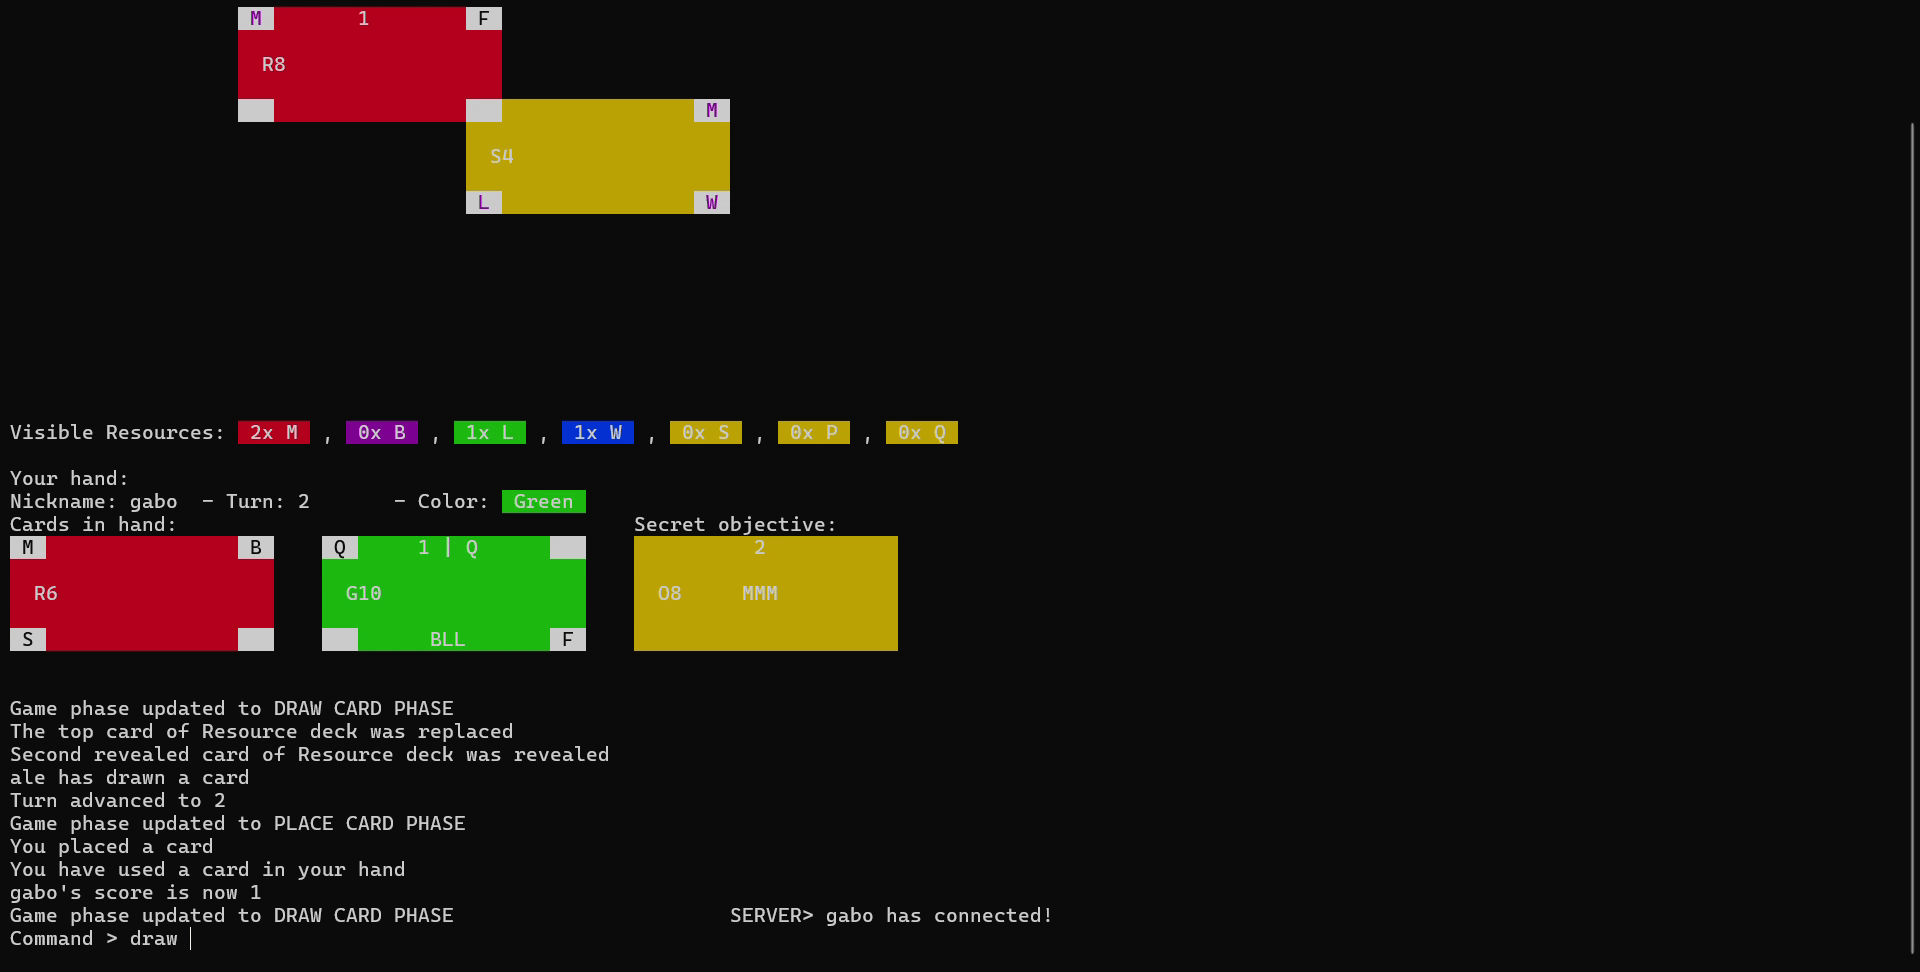 M 1 F
R8
M
S4
L W
Visible Resources: 2x M , 0x B , 1x L , 1x W , 0x S , 0x P , 0x Q
Your hand:
Nickname: gabo - Turn: 2 - Color: Green
Cards in hand: Secret objective:
M B Q 1 | Q 2
R6 G10 O8 MMM
S BLL F
Game phase updated to DRAW CARD PHASE
The top card of Resource deck was replaced
Second revealed card of Resource deck was revealed
ale has drawn a card
Turn advanced to 2
Game phase updated to PLACE CARD PHASE
You placed a card
You have used a card in your hand
gabo's score is now 1
Game phase updated to DRAW CARD PHASE SERVER> gabo has connected!
Command > draw